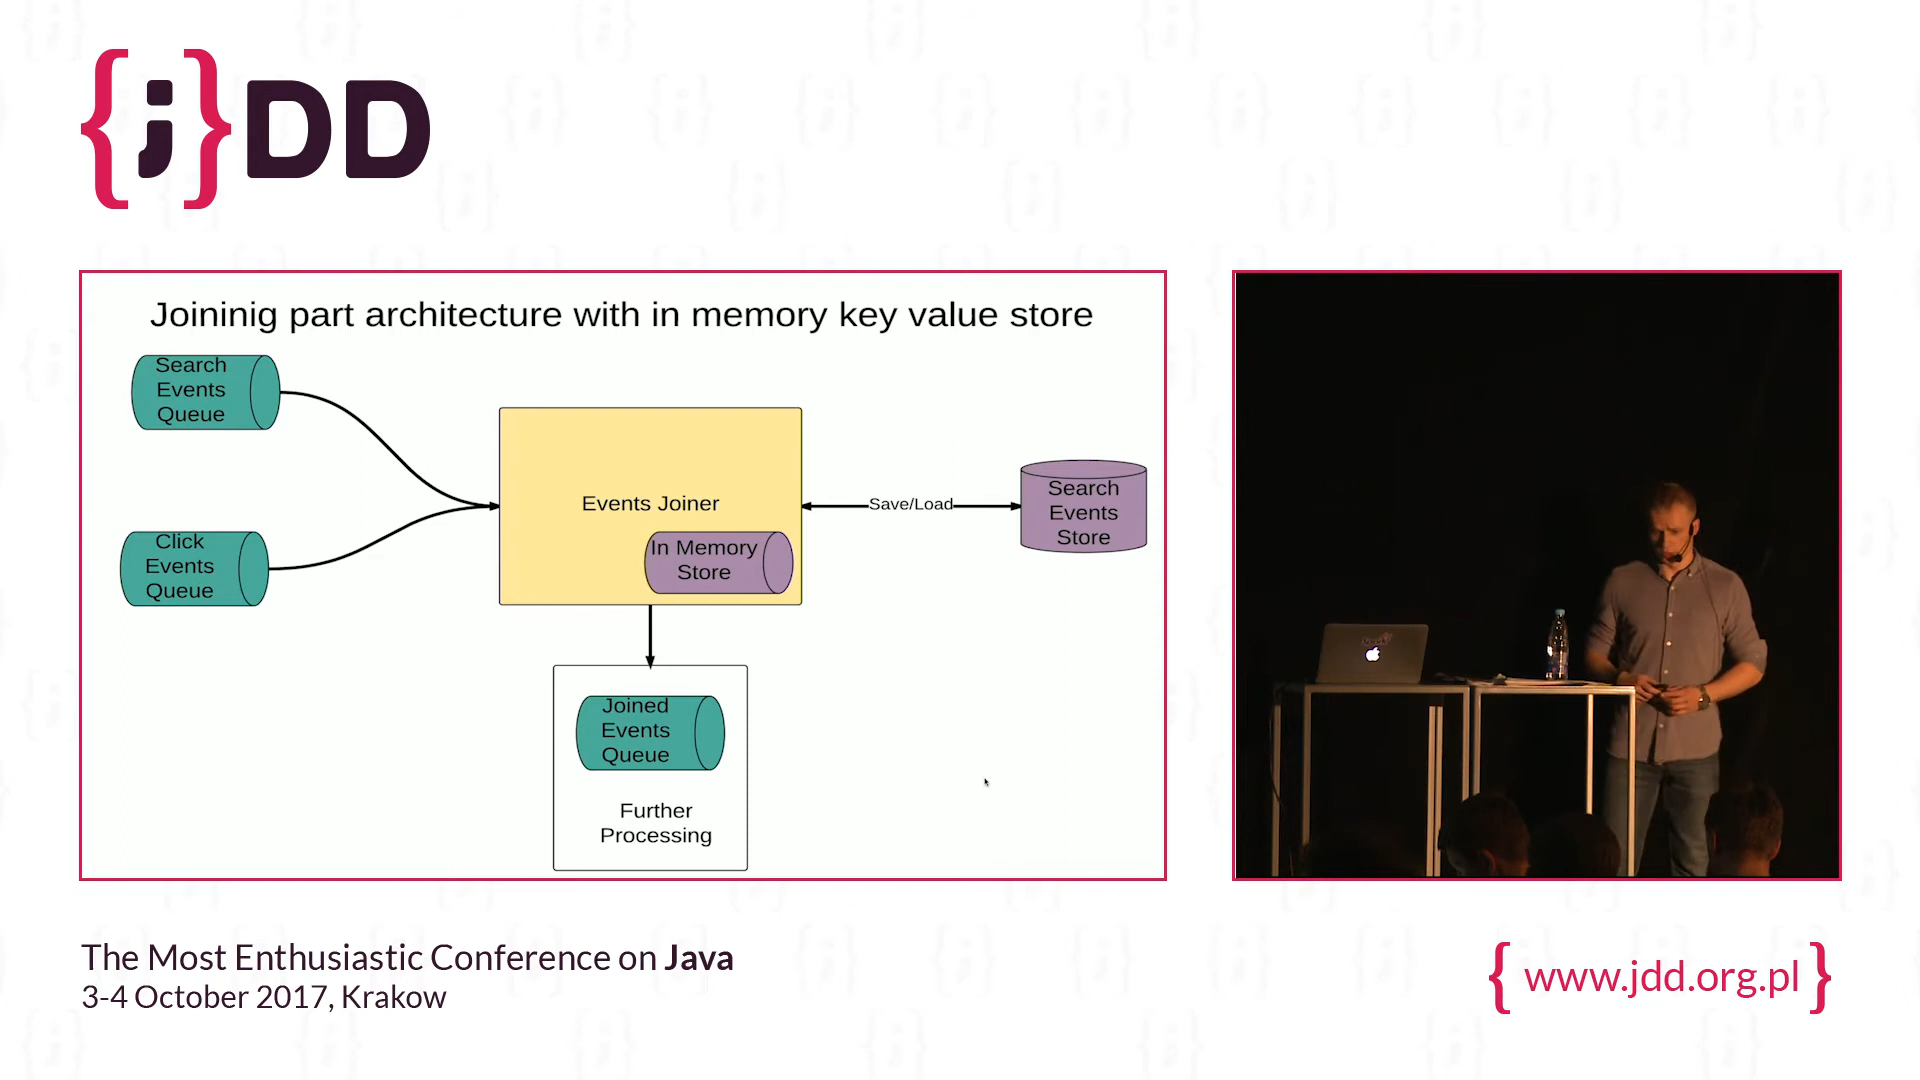 {;}DD
Joininig part architecture with in memory key value store
Search
Events
Queue
Click
Events
Queue
Events Joiner
In Memory
Store
Save/Load
Search
Events
Store
Joined
Events
Queue
Further
Processing
The Most Enthusiastic Conference on Java
3-4 October 2017, Krakow
{ www.jdd.org.pl }